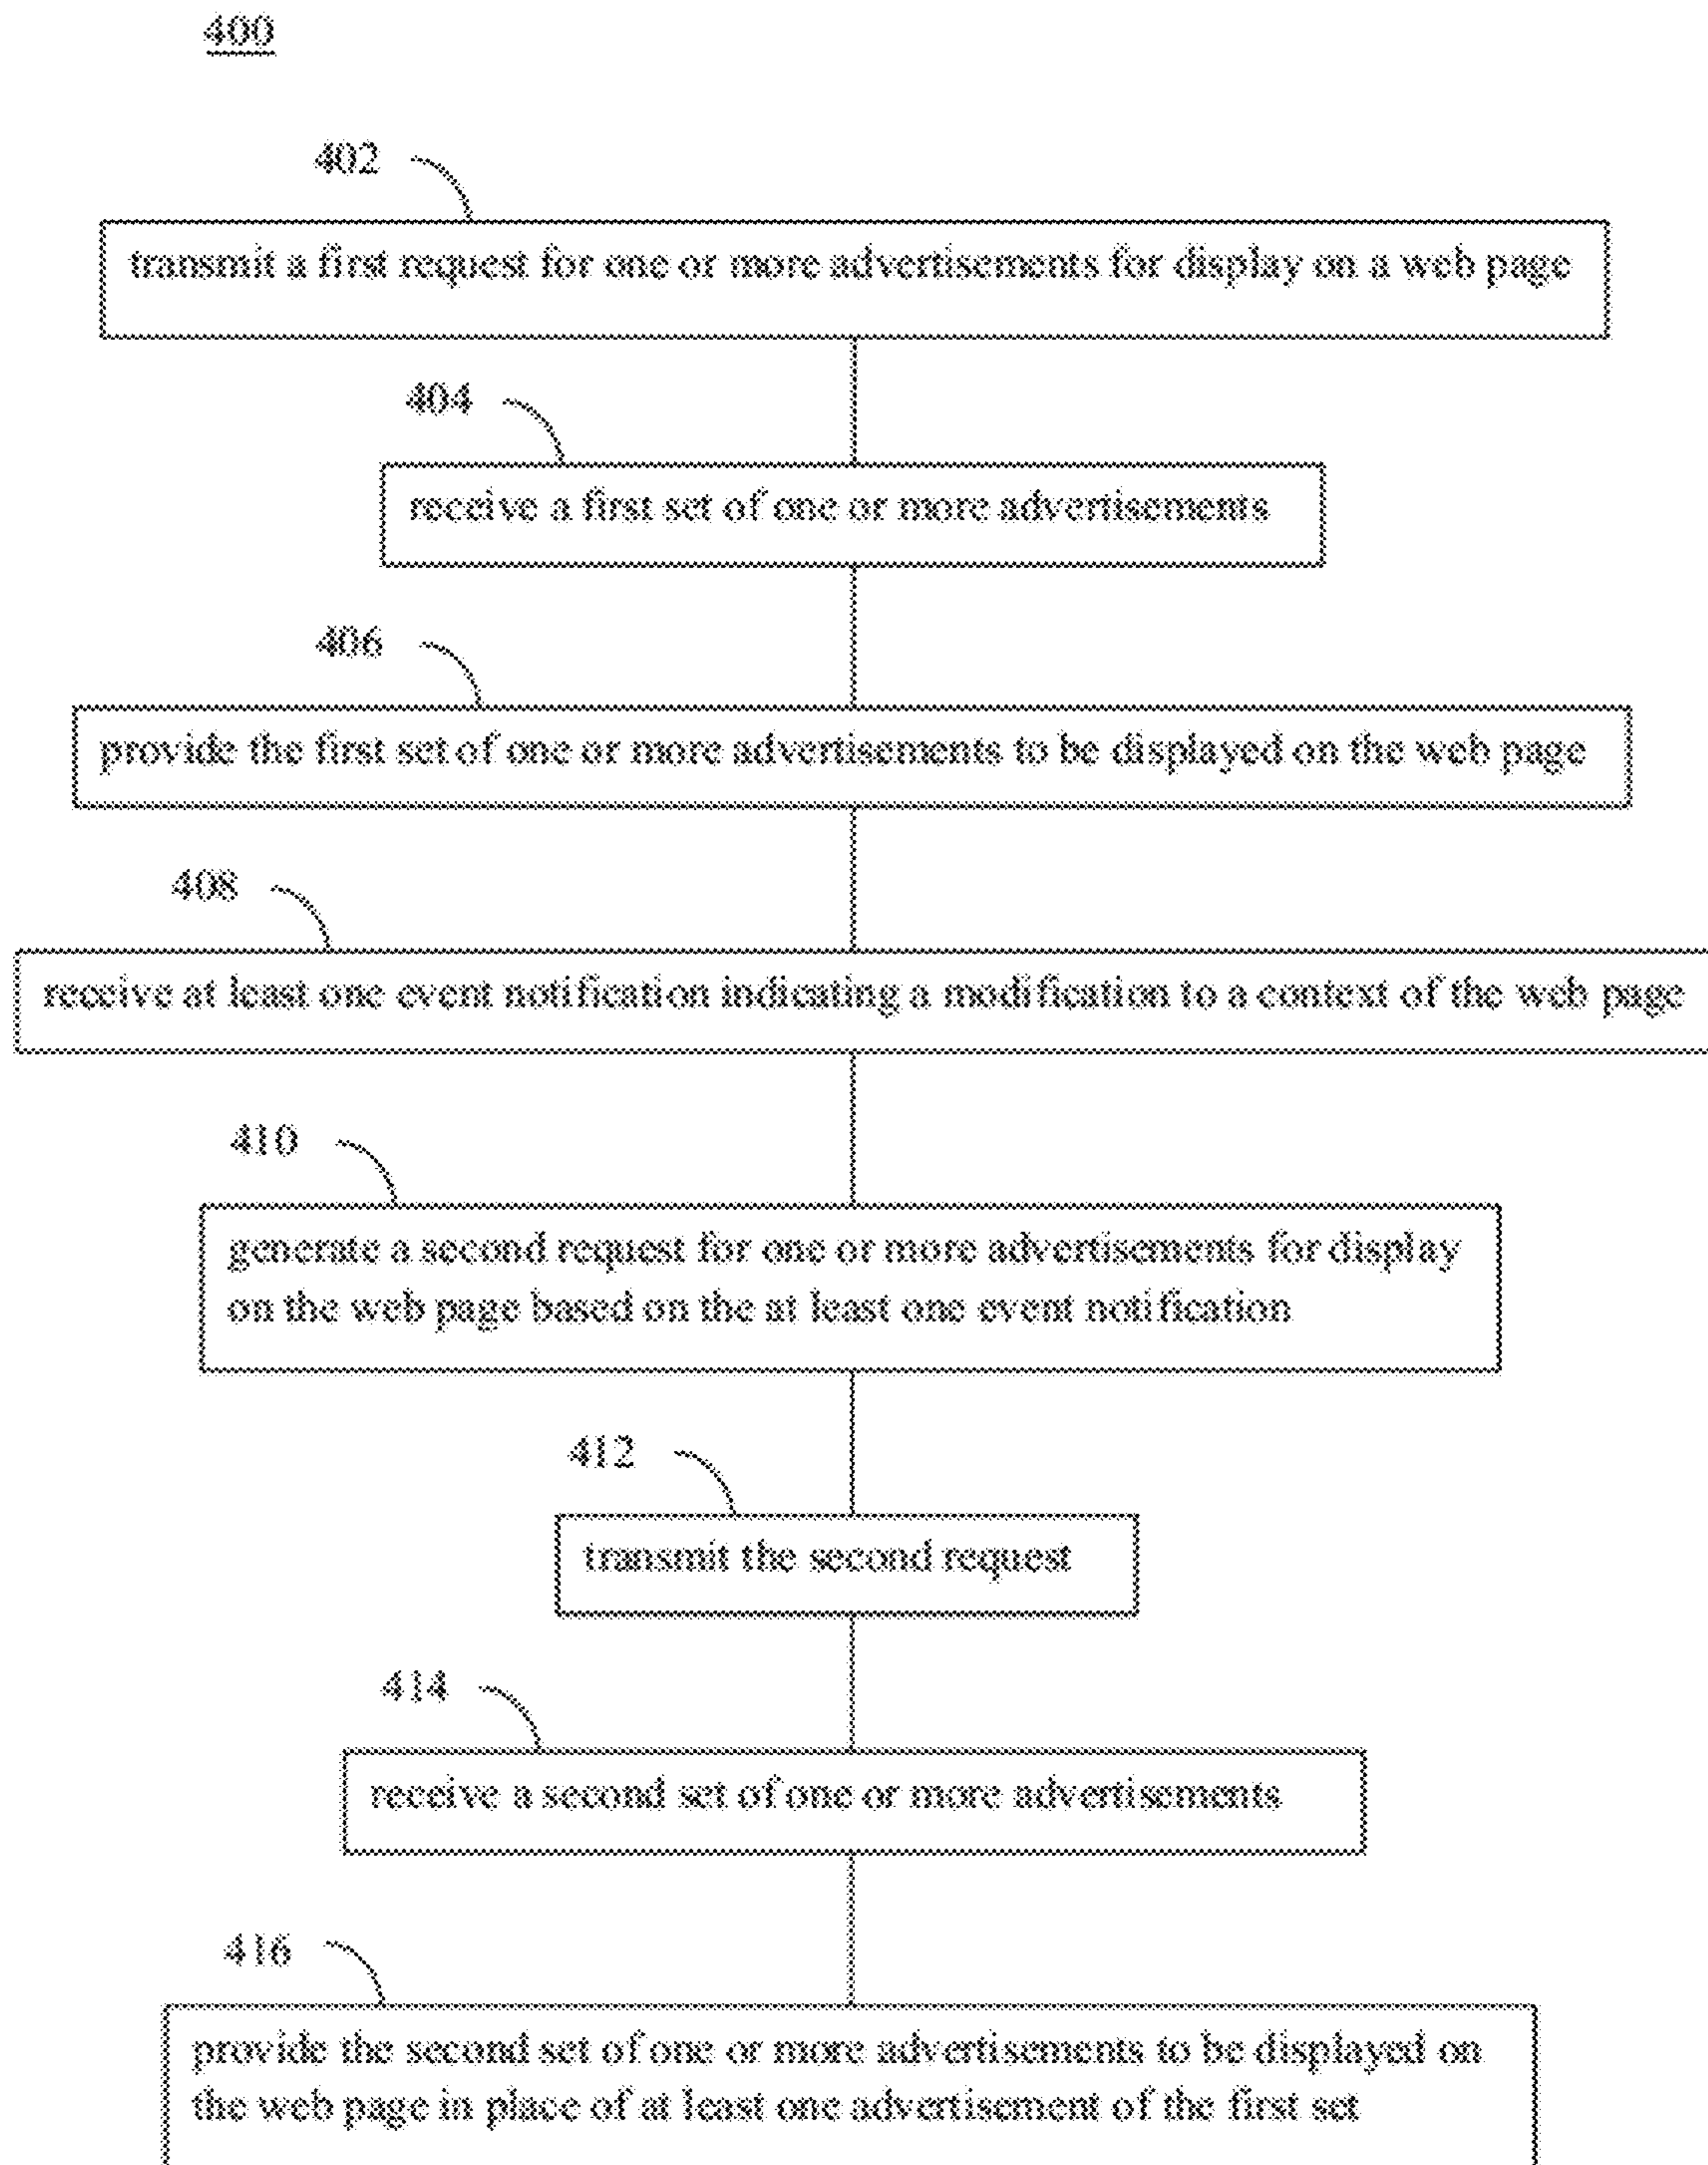 400
402
transmit a first request for one or more advertisements for display on a web page
404
receive a first set of one or more advertisements
406
provide the first set of one or more advertisements to be displayed on the web page
408
receive at least one event notification indicating a modification to a context of the web page
410
generate a second request for one or more advertisements for display
on the web page based on the at least one event notification
412
transmit the second request
414
receive a second set of one or more advertisements
416
provide the second set of one or more advertisements to be displayed on
the web page in place of at least one advertisement of the first set